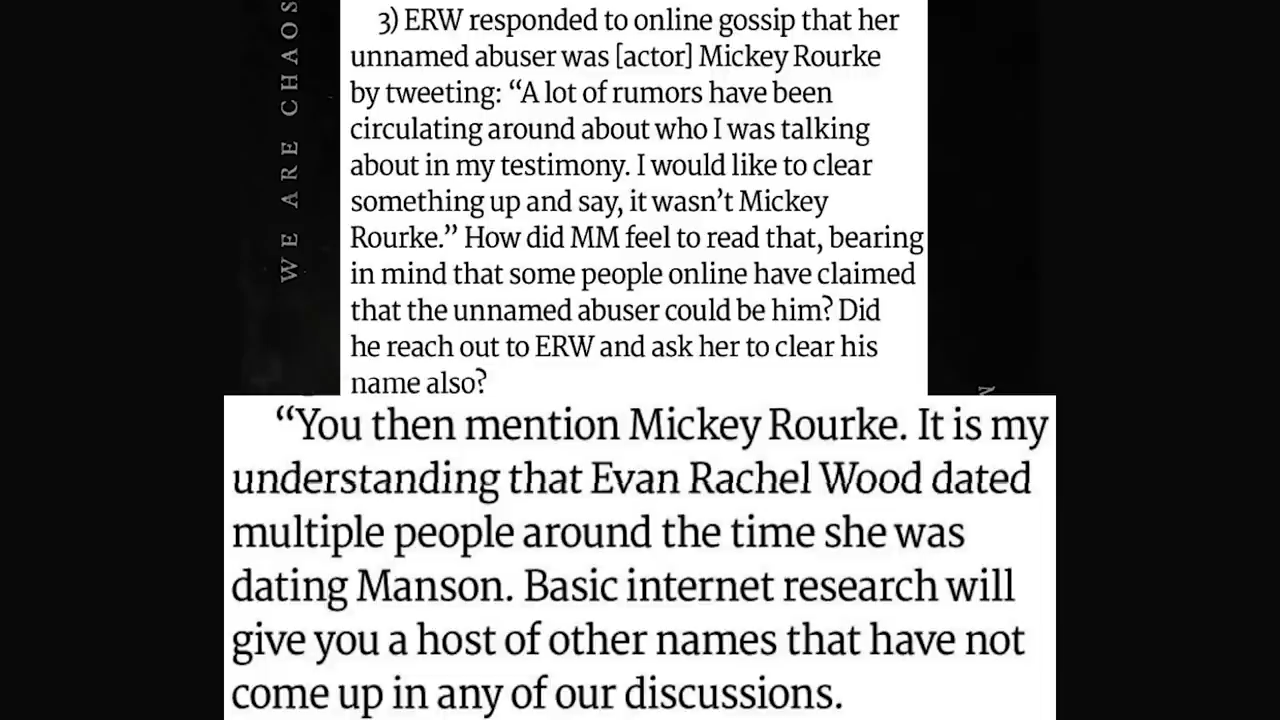 WE ARE CHAOS
3) ERW responded to online gossip that her
unnamed abuser was [actor] Mickey Rourke
by tweeting: “A lot of rumors have been
circulating around about who I was talking
about in my testimony. I would like to clear
something up and say, it wasn’t Mickey
Rourke.” How did MM feel to read that, bearing
in mind that some people online have claimed
that the unnamed abuser could be him? Did
he reach out to ERW and ask her to clear his
name also?
“You then mention Mickey Rourke. It is my
understanding that Evan Rachel Wood dated
multiple people around the time she was
dating Manson. Basic internet research will
give you a host of other names that have not
come up in any of our discussions.